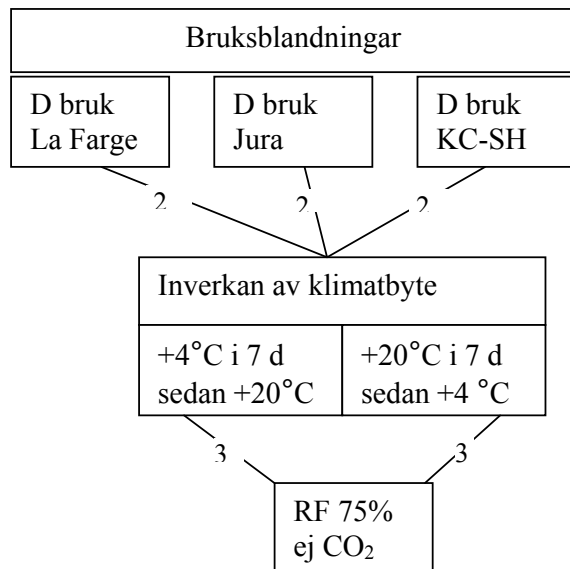 Bruksblandningar
D bruk
La Farge
D bruk
Jura
D bruk
KC-SH
2
2
2
Inverkan av klimatbyte
+4°C i 7 d
sedan +20°C
+20°C i 7 d
sedan +4 °C
3
3
RF 75%
ej CO₂